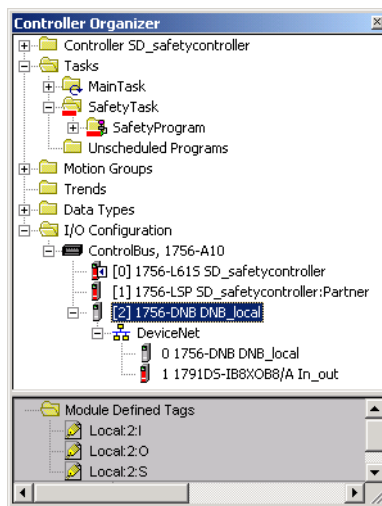 Controller Organizer
Controller SD_safetycontroller
Tasks
MainTask
SafetyTask
SafetyProgram
Unscheduled Programs
Motion Groups
Trends
Data Types
I/O Configuration
ControlBus, 1756-A10
[0] 1756-L61S SD_safetycontroller
[1] 1756-LSP SD_safetycontroller:Partner
[2] 1756-DNB DNB_local
DeviceNet
0 1756-DNB DNB_local
1 1791DS-IB8XOB8/A In_out
Module Defined Tags
Local:2:I
Local:2:O
Local:2:S